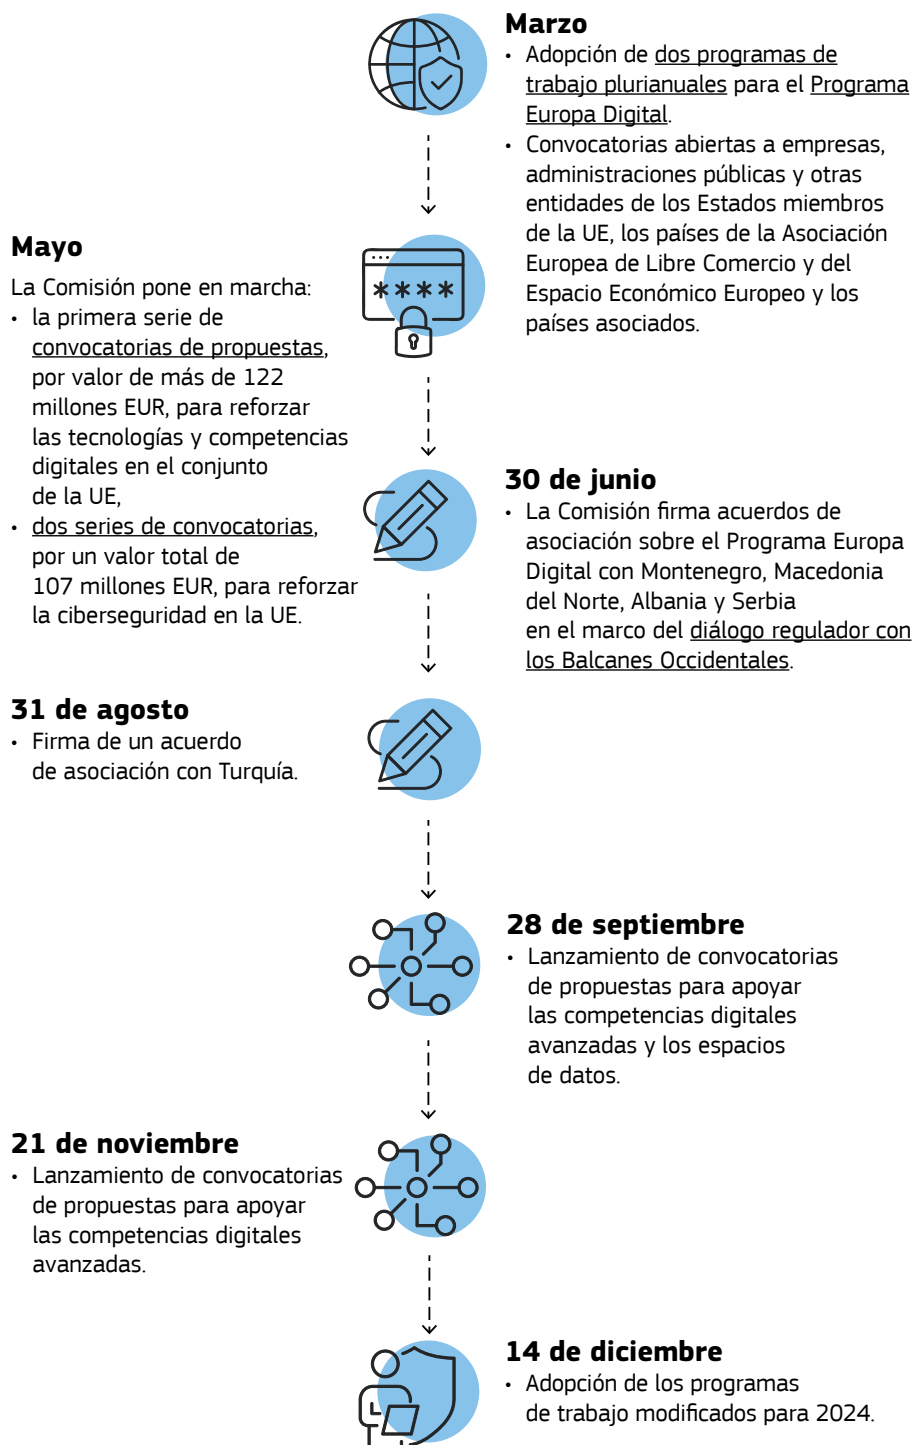 Marzo
• Adopción de dos programas de
trabajo plurianuales para el Programa
Europa Digital.
• Convocatorias abiertas a empresas,
administraciones públicas y otras
entidades de los Estados miembros
de la UE, los países de la Asociación
Europea de Libre Comercio y del
Espacio Económico Europeo y los
países asociados.
Mayo
La Comisión pone en marcha:
• la primera serie de
convocatorias de propuestas,
por valor de más de 122
millones EUR, para reforzar
las tecnologías y competencias
digitales en el conjunto
de la UE,
• dos series de convocatorias,
por un valor total de
107 millones EUR, para reforzar
la ciberseguridad en la UE.
30 de junio
• La Comisión firma acuerdos de
asociación sobre el Programa Europa
Digital con Montenegro, Macedonia
del Norte, Albania y Serbia
en el marco del diálogo regulador con
los Balcanes Occidentales.
31 de agosto
• Firma de un acuerdo
de asociación con Turquía.
28 de septiembre
• Lanzamiento de convocatorias
de propuestas para apoyar
las competencias digitales
avanzadas y los espacios
de datos.
21 de noviembre
• Lanzamiento de convocatorias
de propuestas para apoyar
las competencias digitales
avanzadas.
14 de diciembre
• Adopción de los programas
de trabajo modificados para 2024.